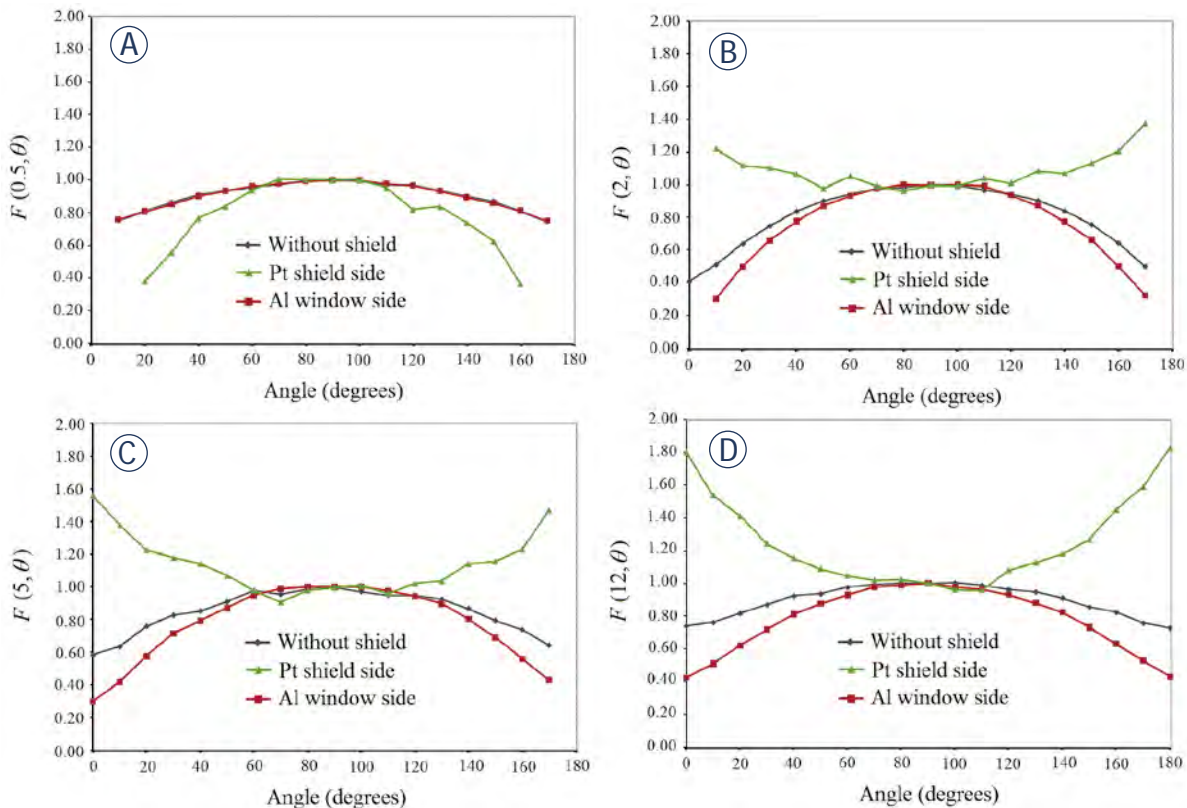 A
2.00
1.80
1.60
1.40
1.20
1.00
0.80
0.60
0.40
0.20
0.00
F (0.5, θ)
Without shield
Pt shield side
Al window side
0 20 40 60 80 100 120 140 160 180
Angle (degrees)
B
2.00
1.80
1.60
1.40
1.20
1.00
0.80
0.60
0.40
0.20
0.00
F (2, θ)
Without shield
Pt shield side
Al window side
0 20 40 60 80 100 120 140 160 180
Angle (degrees)
C
2.00
1.80
1.60
1.40
1.20
1.00
0.80
0.60
0.40
0.20
0.00
F (5, θ)
Without shield
Pt shield side
Al window side
0 20 40 60 80 100 120 140 160 180
Angle (degrees)
D
2.00
1.80
1.60
1.40
1.20
1.00
0.80
0.60
0.40
0.20
0.00
F (12, θ)
Without shield
Pt shield side
Al window side
0 20 40 60 80 100 120 140 160 180
Angle (degrees)